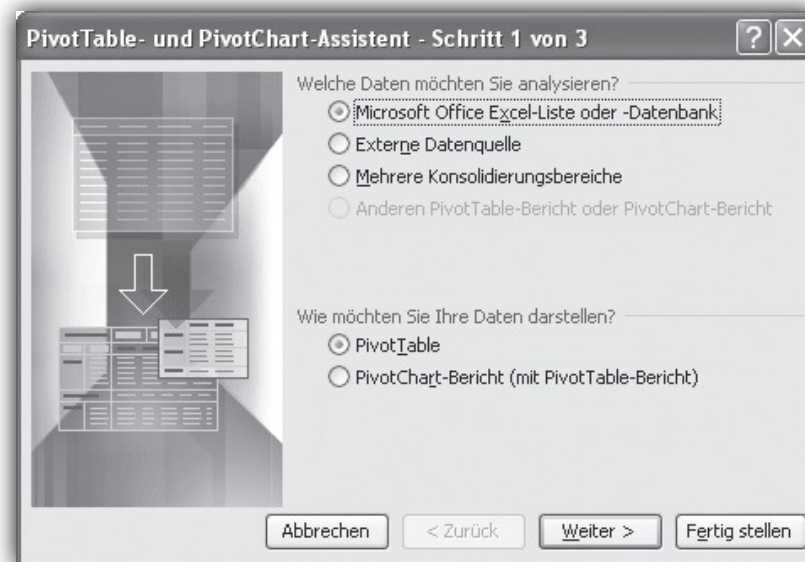 PivotTable- und PivotChart-Assistent - Schritt 1 von 3
Welche Daten möchten Sie analysieren?
Microsoft Office Excel-Liste oder -Datenbank
Externe Datenquelle
Mehrere Konsolidierungsbereiche
Anderen PivotTable-Bericht oder PivotChart-Bericht
Wie möchten Sie Ihre Daten darstellen?
PivotTable
PivotChart-Bericht (mit PivotTable-Bericht)
Abbrechen < Zurück Weiter > Fertig stellen